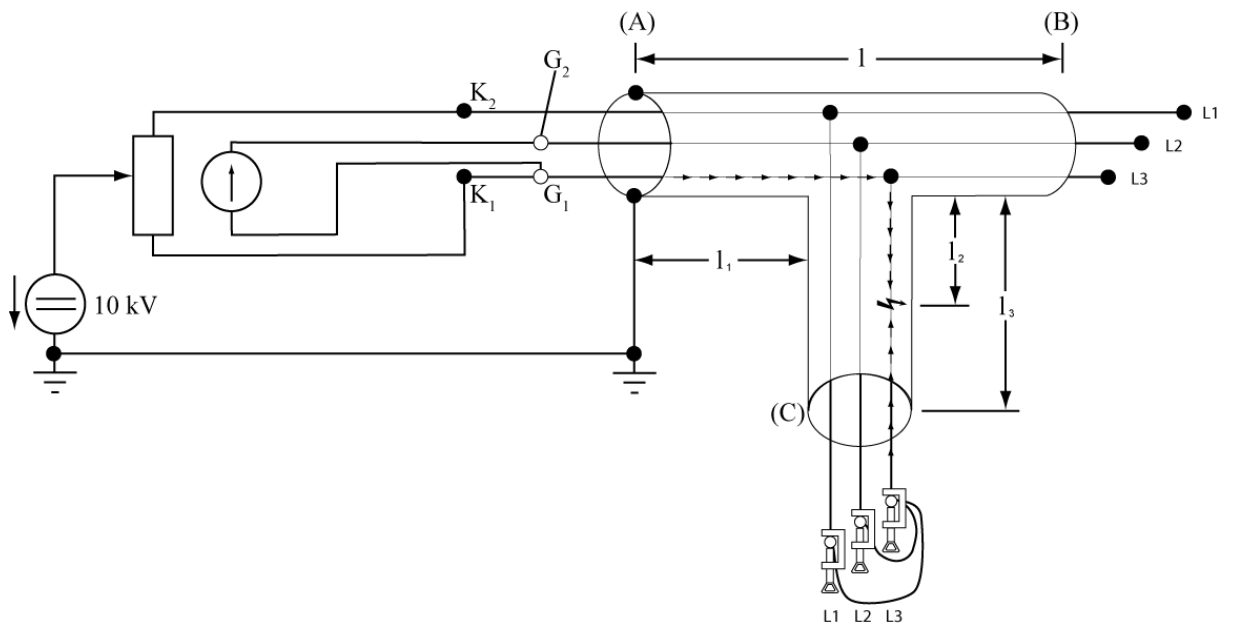 (A)
(B)
l
G₂
K₂
L1
L2
L3
K₁
G₁
l₁
l₂
l₃
10 kV
(C)
L1 L2 L3